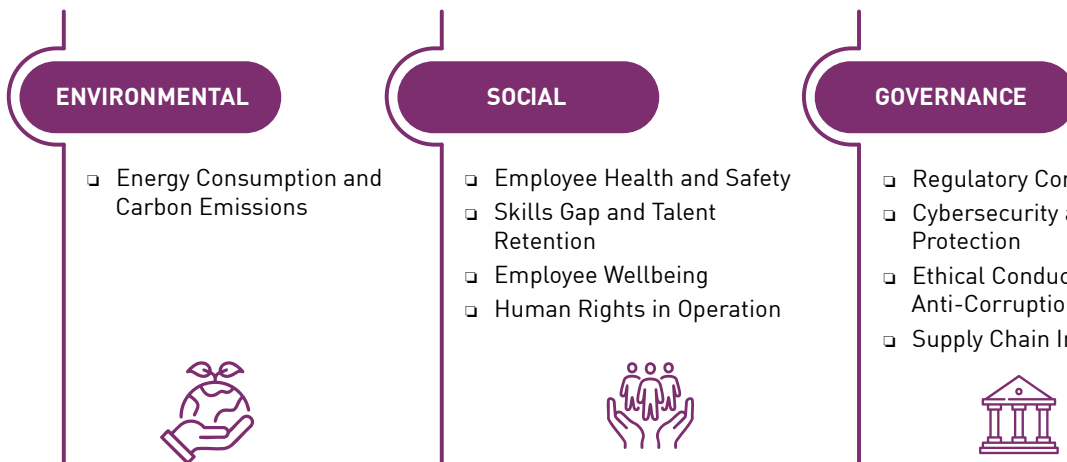 ENVIRONMENTAL
❏ Energy Consumption and
Carbon Emissions
SOCIAL
❏ Employee Health and Safety
❏ Skills Gap and Talent
Retention
❏ Employee Wellbeing
❏ Human Rights in Operation
GOVERNANCE
❏ Regulatory
❏ Cybersecurity
Protection
❏ Ethical
❏ Supply Chain